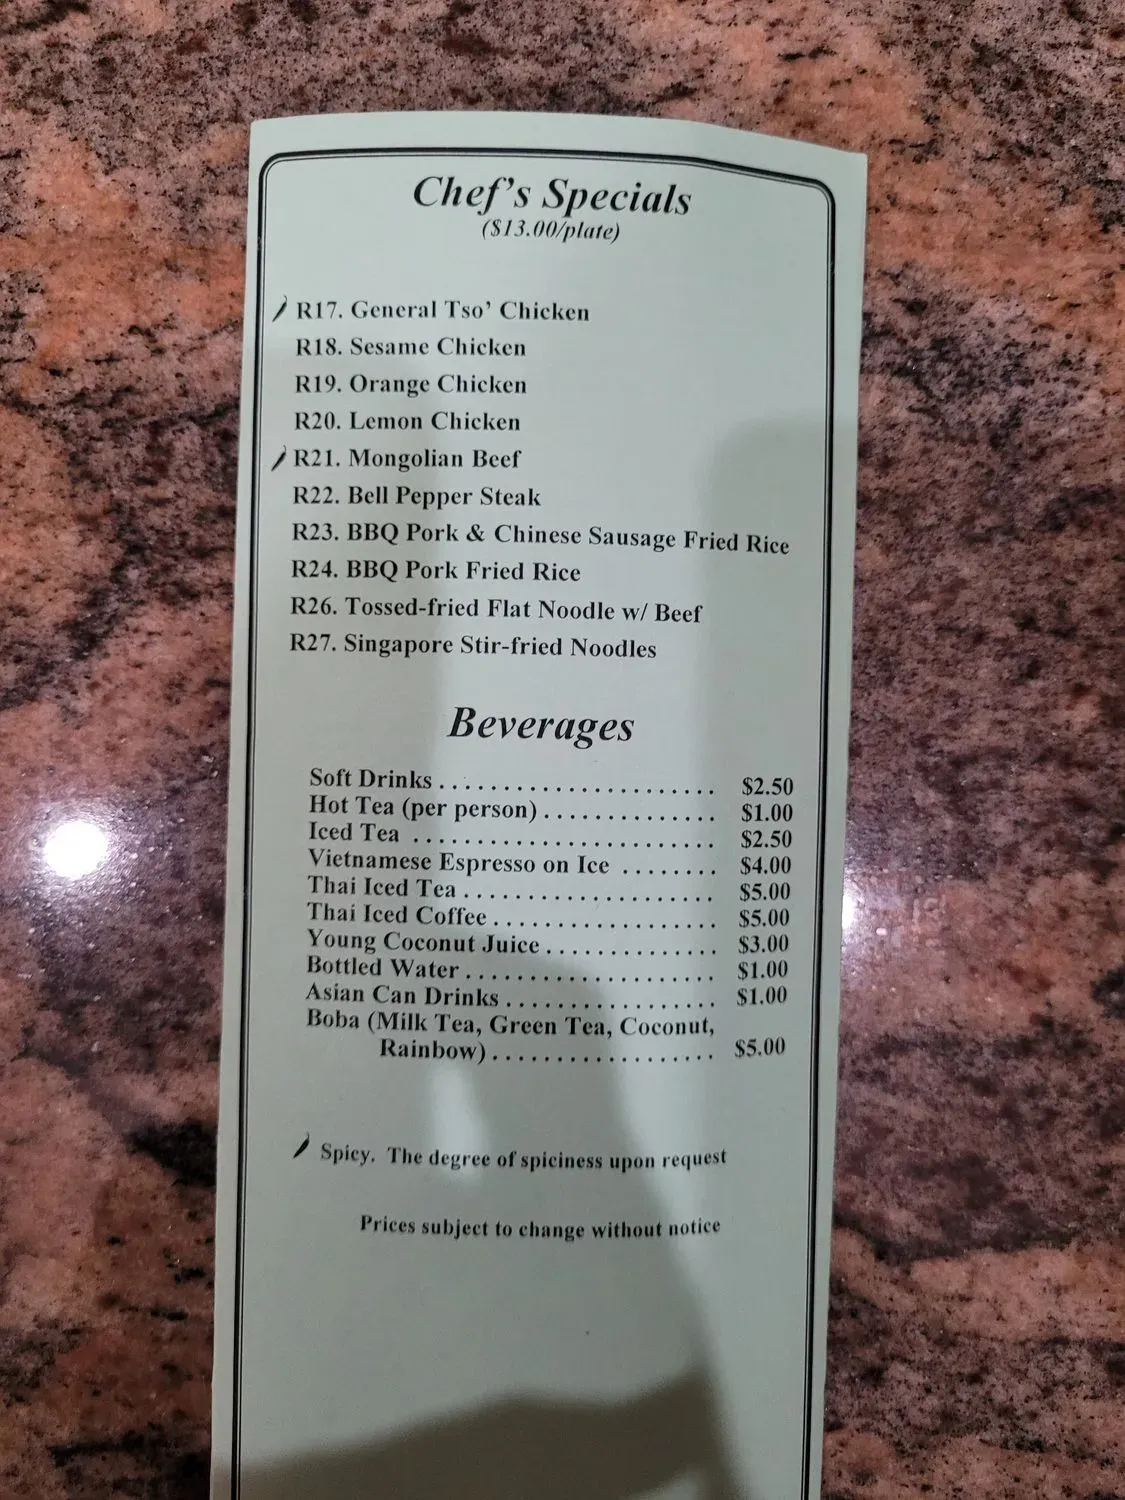 Chef's Specials
($13.00/plate)
R17. General Tso' Chicken
R18. Sesame Chicken
R19. Orange Chicken
R20. Lemon Chicken
R21. Mongolian Beef
R22. Bell Pepper Steak
R23. BBQ Pork & Chinese Sausage Fried Rice
R24. BBQ Pork Fried Rice
R26. Tossed-fried Flat Noodle w/ Beef
R27. Singapore Stir-fried Noodles
Beverages
Soft Drinks . . . . . . . . . . . . . . . . . . . . . . . $2.50
Hot Tea (per person) . . . . . . . . . . . . . . $1.00
Iced Tea . . . . . . . . . . . . . . . . . . . . . . . . . $2.50
Vietnamese Espresso on Ice . . . . . . . . $4.00
Thai Iced Tea . . . . . . . . . . . . . . . . . . . . . $5.00
Thai Iced Coffee . . . . . . . . . . . . . . . . . . $5.00
Young Coconut Juice . . . . . . . . . . . . . . $3.00
Bottled Water . . . . . . . . . . . . . . . . . . . . . $1.00
Asian Can Drinks . . . . . . . . . . . . . . . . . $1.00
Boba (Milk Tea, Green Tea, Coconut,
Rainbow) . . . . . . . . . . . . . . . . . . . $5.00
Spicy. The degree of spiciness upon request
Prices subject to change without notice